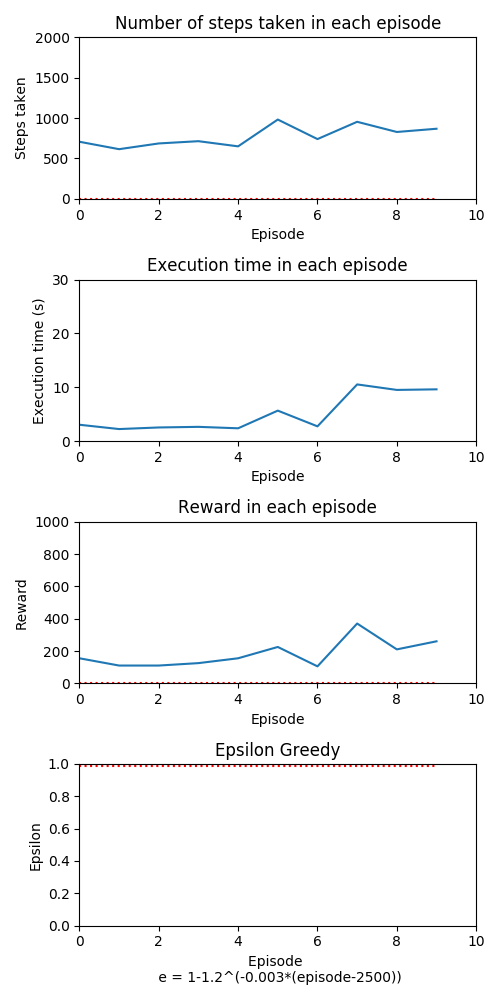 Number of steps taken in each episode
2000
1500
1000
500
0
Steps taken
0 2 4 6 8 10
Episode
Execution time in each episode
30
20
10
0
Execution time (s)
0 2 4 6 8 10
Episode
Reward in each episode
1000
800
600
400
200
0
Reward
0 2 4 6 8 10
Episode
Epsilon Greedy
1.0
0.8
0.6
0.4
0.2
0.0
Epsilon
0 2 4 6 8 10
Episode
e = 1-1.2^(-0.003*(episode-2500))